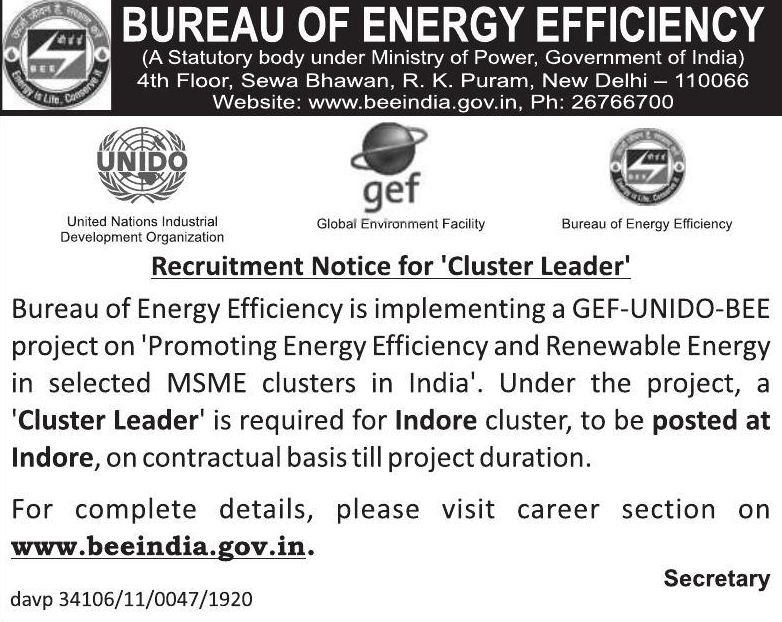 BUREAU OF ENERGY EFFICIENCY
(A Statutory body under Ministry of Power, Government of India)
4th Floor, Sewa Bhawan, R. K. Puram, New Delhi – 110066
Website: www.beeindia.gov.in, Ph: 26766700
BEE
Energy is Life, Conserve it
UNIDO
United Nations Industrial
Development Organization
gef
Global Environment Facility
BEE
Bureau of Energy Efficiency
Recruitment Notice for 'Cluster Leader'
Bureau of Energy Efficiency is implementing a GEF-UNIDO-BEE
project on 'Promoting Energy Efficiency and Renewable Energy
in selected MSME clusters in India'. Under the project, a
'Cluster Leader' is required for Indore cluster, to be posted at
Indore, on contractual basis till project duration.
For complete details, please visit career section on
www.beeindia.gov.in.
Secretary
davp 34106/11/0047/1920